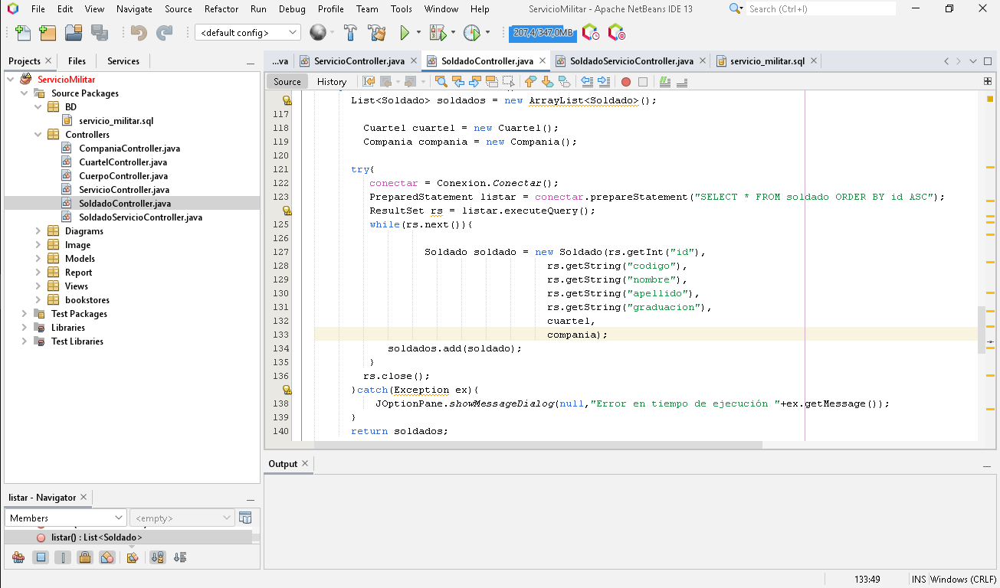 File Edit View Navigate Source Refactor Run Debug Profile Team Tools Window Help ServicioMilitar - Apache NetBeans IDE 13 Search (Ctrl+I)
<default config> 207,4/347,0MB
Projects Files Services
...va ServicioController.java SoldadoController.java SoldadoServicioController.java servicio_militar.sql
Source History
ServicioMilitar
Source Packages
BD
servicio_militar.sql
Controllers
CompaniaController.java
CuartelController.java
CuerpoController.java
ServicioController.java
SoldadoController.java
SoldadoServicioController.java
Diagrams
Image
Models
Report
Views
bookstores
Test Packages
Libraries
Test Libraries
List<Soldado> soldados = new ArrayList<Soldado>();
117
118 Cuartel cuartel = new Cuartel();
119 Compania compania = new Compania();
120
121 try{
122 conectar = Conexion.Conectar();
123 PreparedStatement listar = conectar.prepareStatement("SELECT * FROM soldado ORDER BY id ASC");
ResultSet rs = listar.executeQuery();
125 while(rs.next()){
126
127 Soldado soldado = new Soldado(rs.getInt("id"),
128 rs.getString("codigo"),
129 rs.getString("nombre"),
130 rs.getString("apellido"),
131 rs.getString("graduacion"),
132 cuartel,
133 compania);
134 soldados.add(soldado);
135 }
136 rs.close();
}catch(Exception ex){
138 JOptionPane.showMessageDialog(null,"Error en tiempo de ejecución "+ex.getMessage());
139 }
140 return soldados;
Output
listar - Navigator
Members <empty>
listar() : List<Soldado>
133:49 INS Windows (CRLF)